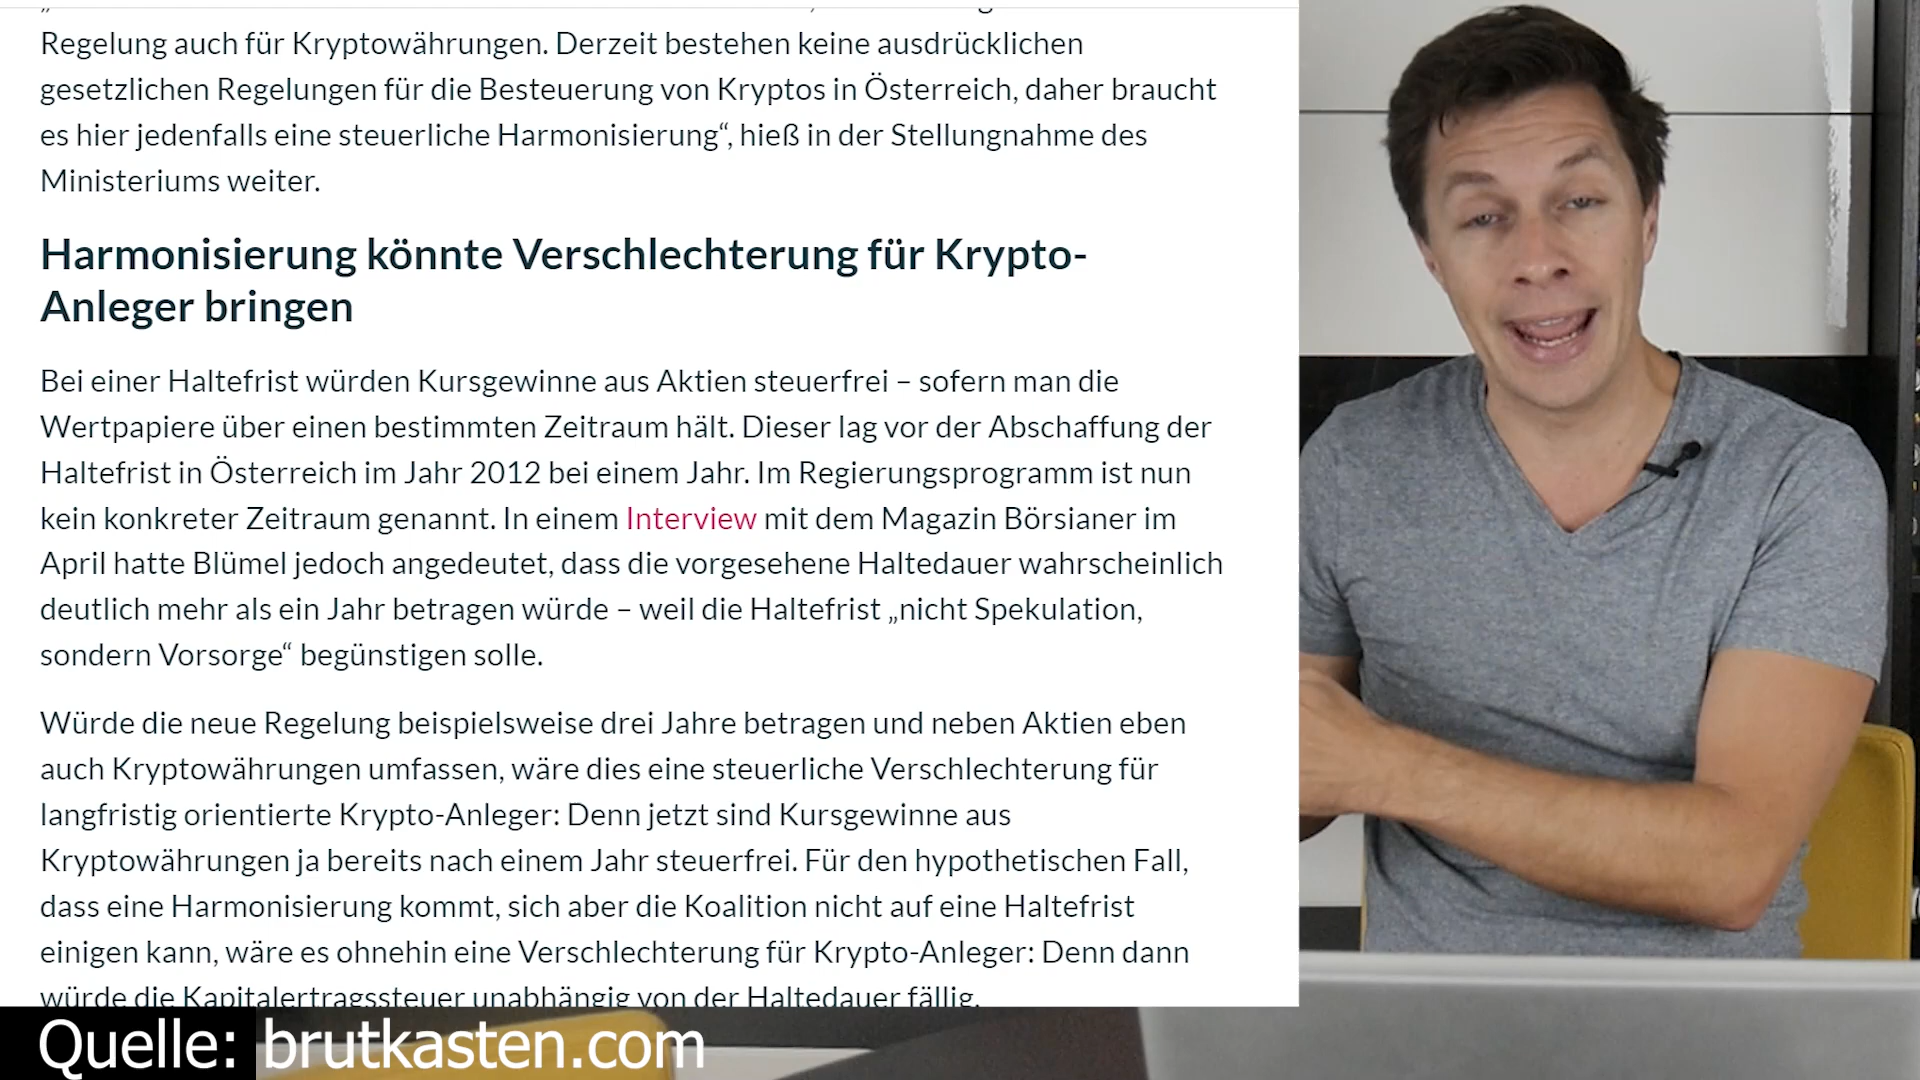 Regelung auch für Kryptowährungen. Derzeit bestehen keine ausdrücklichen
gesetzlichen Regelungen für die Besteuerung von Kryptos in Österreich, daher braucht
es hier jedenfalls eine steuerliche Harmonisierung“, hieß in der Stellungnahme des
Ministeriums weiter.
Harmonisierung könnte Verschlechterung für Krypto-
Anleger bringen
Bei einer Haltefrist würden Kursgewinne aus Aktien steuerfrei – sofern man die
Wertpapiere über einen bestimmten Zeitraum hält. Dieser lag vor der Abschaffung der
Haltefrist in Österreich im Jahr 2012 bei einem Jahr. Im Regierungsprogramm ist nun
kein konkreter Zeitraum genannt. In einem Interview mit dem Magazin Börsianer im
April hatte Blümel jedoch angedeutet, dass die vorgesehene Haltedauer wahrscheinlich
deutlich mehr als ein Jahr betragen würde – weil die Haltefrist „nicht Spekulation,
sondern Vorsorge“ begünstigen solle.
Würde die neue Regelung beispielsweise drei Jahre betragen und neben Aktien eben
auch Kryptowährungen umfassen, wäre dies eine steuerliche Verschlechterung für
langfristig orientierte Krypto-Anleger: Denn jetzt sind Kursgewinne aus
Kryptowährungen ja bereits nach einem Jahr steuerfrei. Für den hypothetischen Fall,
dass eine Harmonisierung kommt, sich aber die Koalition nicht auf eine Haltefrist
einigen kann, wäre es ohnehin eine Verschlechterung für Krypto-Anleger: Denn dann
würde die Kapitalertragssteuer unabhängig von der Haltedauer fällig.
Quelle: brutkasten.com